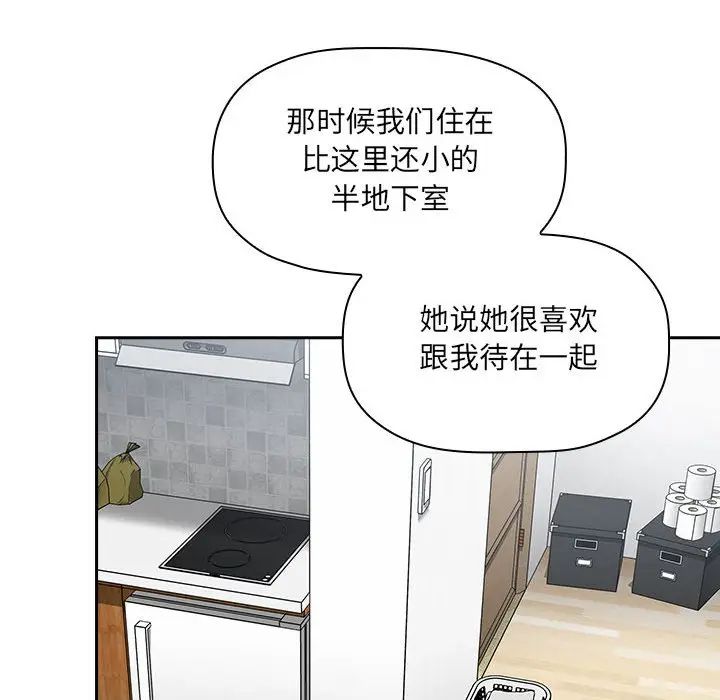 那时候我们住在
比这里还小的
半地下室
她说她很喜欢
跟我待在一起